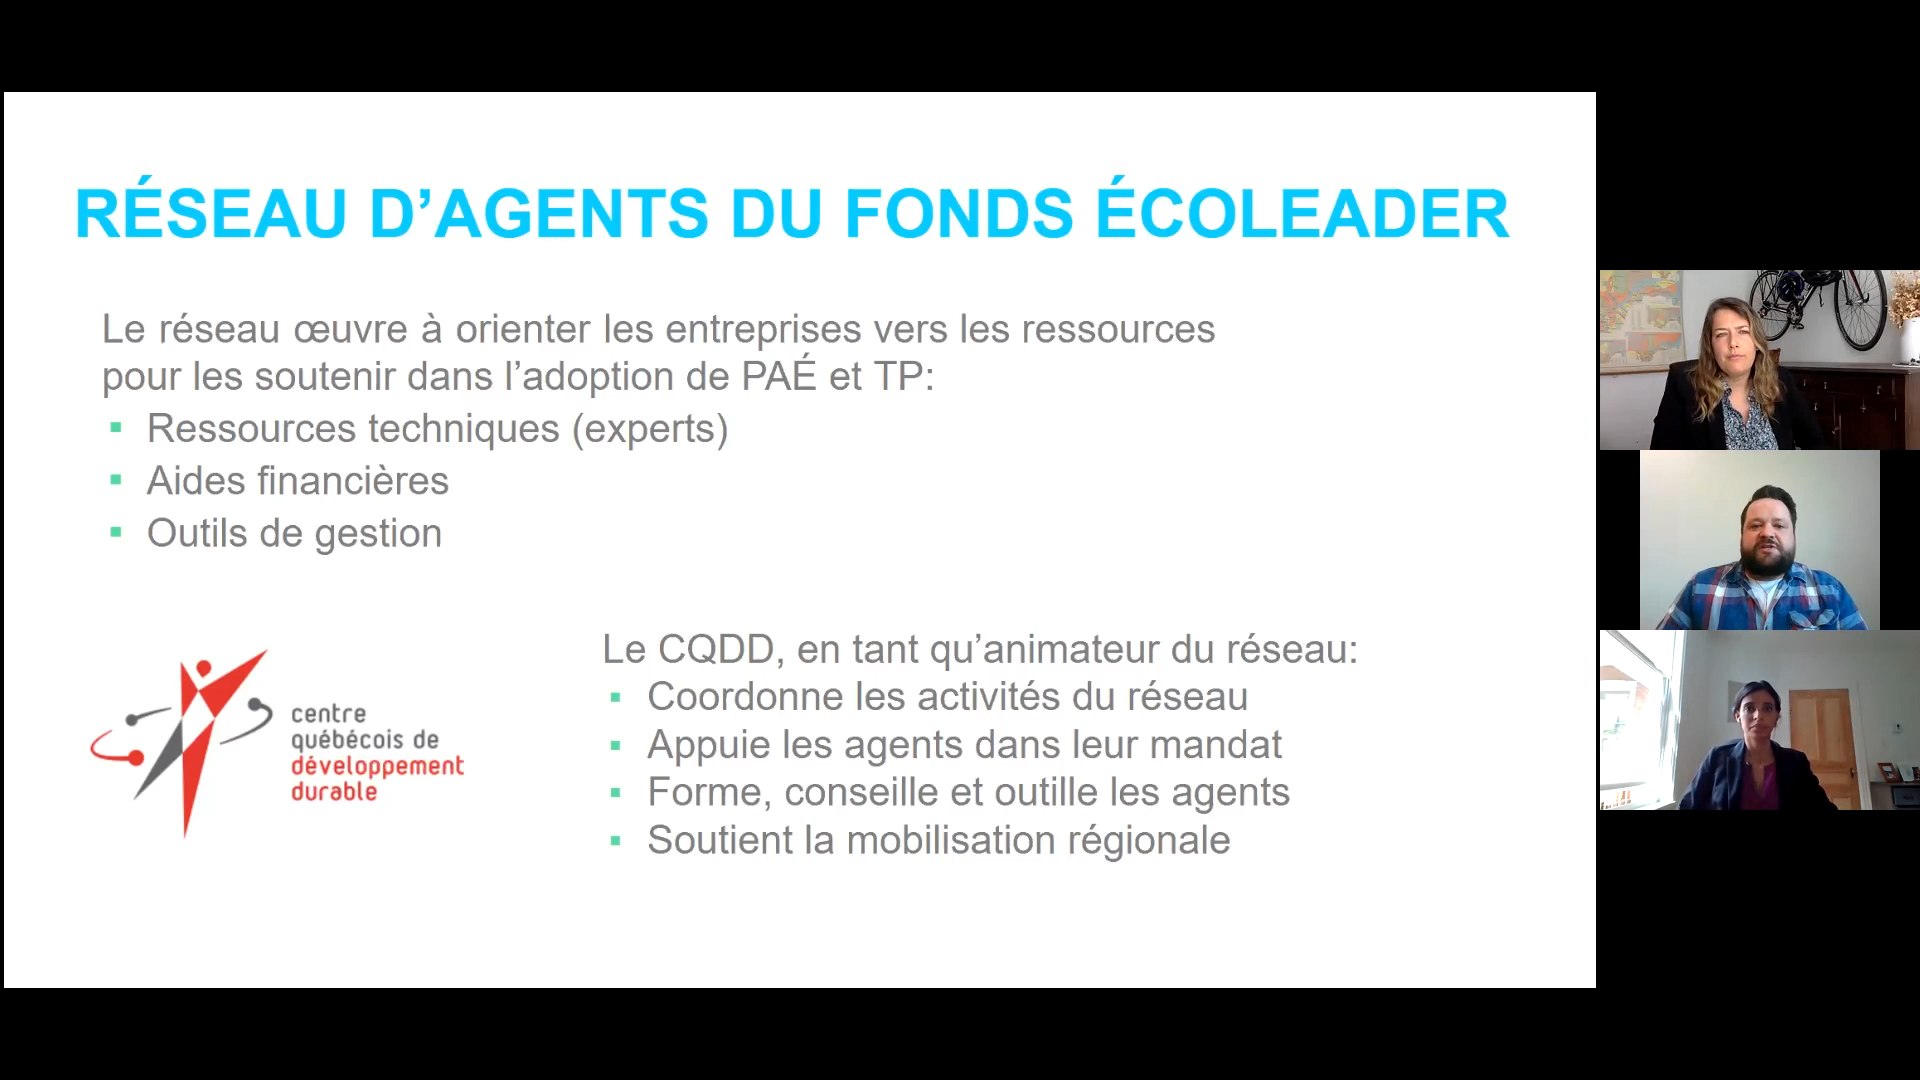 RÉSEAU D’AGENTS DU FONDS ÉCOLEADER
Le réseau œuvre à orienter les entreprises vers les ressources
pour les soutenir dans l’adoption de PAÉ et TP:
▪ Ressources techniques (experts)
▪ Aides financières
▪ Outils de gestion
centre
québécois de
développement
durable
Le CQDD, en tant qu’animateur du réseau:
▪ Coordonne les activités du réseau
▪ Appuie les agents dans leur mandat
▪ Forme, conseille et outille les agents
▪ Soutient la mobilisation régionale